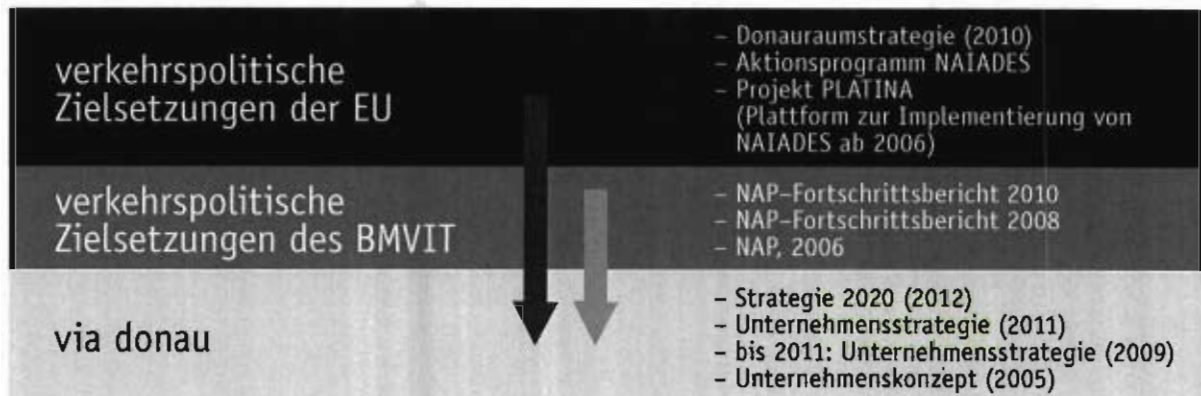 verkehrspolitische
Zielsetzungen der EU
– Donauraumstrategie (2010)
– Aktionsprogramm NAIADES
– Projekt PLATINA
(Plattform zur Implementierung von
NAIADES ab 2006)
verkehrspolitische
Zielsetzungen des BMVIT
– NAP–Fortschrittsbericht 2010
– NAP–Fortschrittsbericht 2008
– NAP, 2006
via donau
– Strategie 2020 (2012)
– Unternehmensstrategie (2011)
– bis 2011: Unternehmensstrategie (2009)
– Unternehmenskonzept (2005)